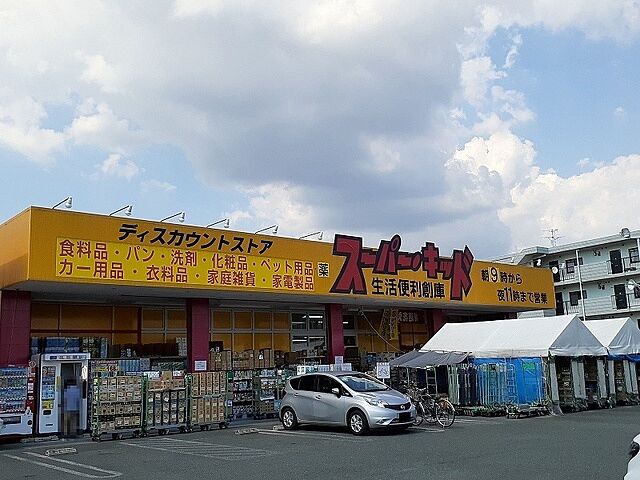 ディスカウントストア
食料品・パン・洗剤・化粧品・ペット用品 薬
カー用品・衣料品・家庭雑貨・家電製品
スーパー・キッド
生活便利倉庫
朝9時から
夜11時まで営業